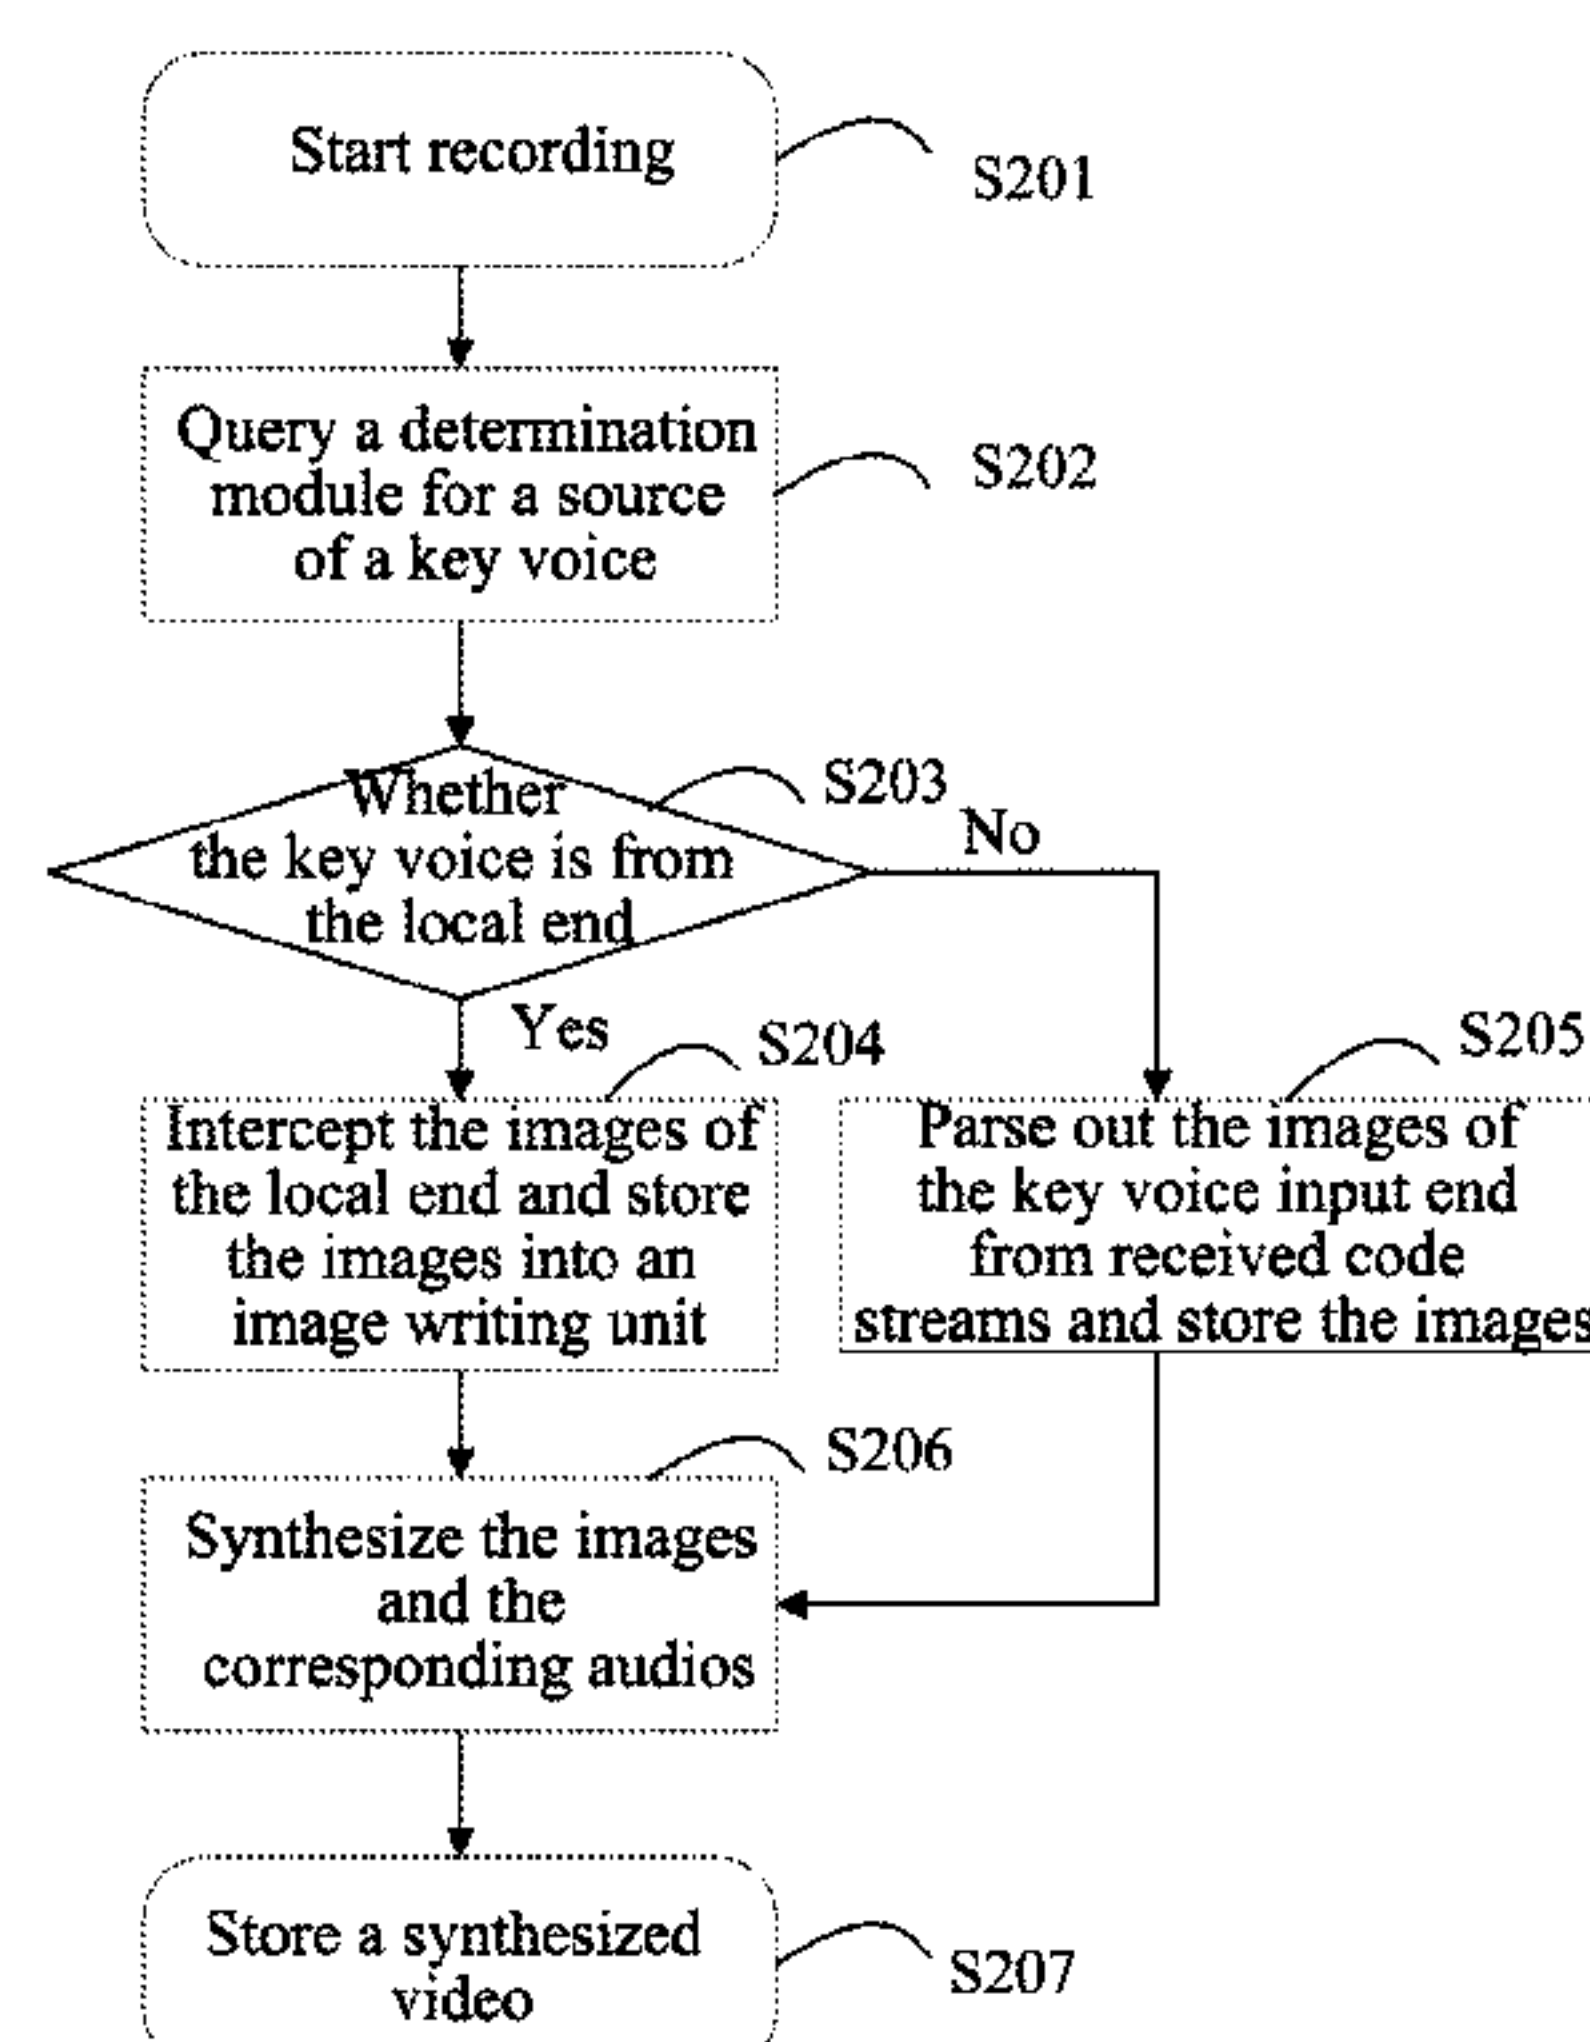 Start recording
S201
Query a determination
module for a source
of a key voice
S202
Whether
the key voice is from
the local end
S203
No
Yes
S204
Intercept the images of
the local end and store
the images into an
image writing unit
S205
Parse out the images of
the key voice input end
from received code
streams and store the images
S206
Synthesize the images
and the
corresponding audios
Store a synthesized
video
S207